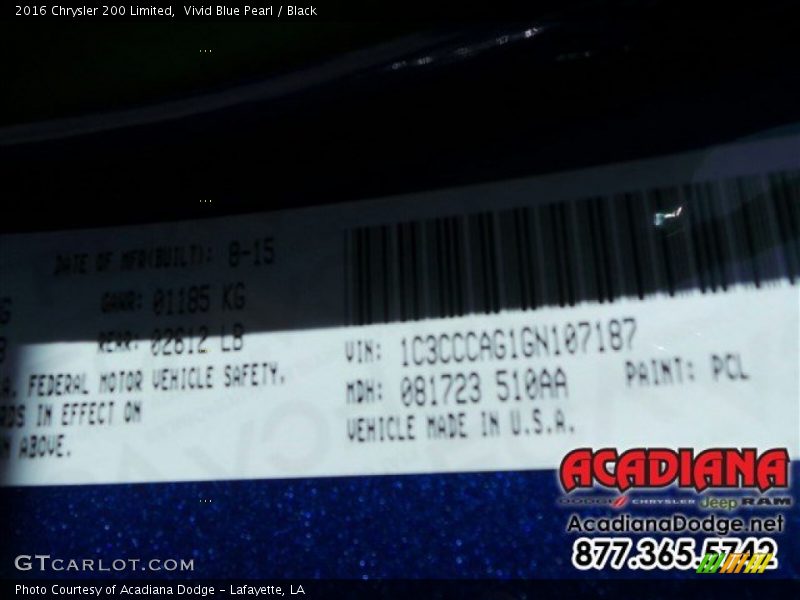 2016 Chrysler 200 Limited,  Vivid Blue Pearl / Black
DATE OF MFR(BUILT): 8-15
GAWR: 01185 KG
REAR: 02612 LB
FEDERAL MOTOR VEHICLE SAFETY.
IN EFFECT ON
ABOVE.
VIN: 1C3CCCAG1GN107187
MDH: 081723 510AA
PAINT: PCL
VEHICLE MADE IN U.S.A.
ACADIANA
DODGE CHRYSLER Jeep RAM
AcadianaDodge.net
877.365.5742
GTCARLOT.COM
Photo Courtesy of Acadiana Dodge - Lafayette, LA